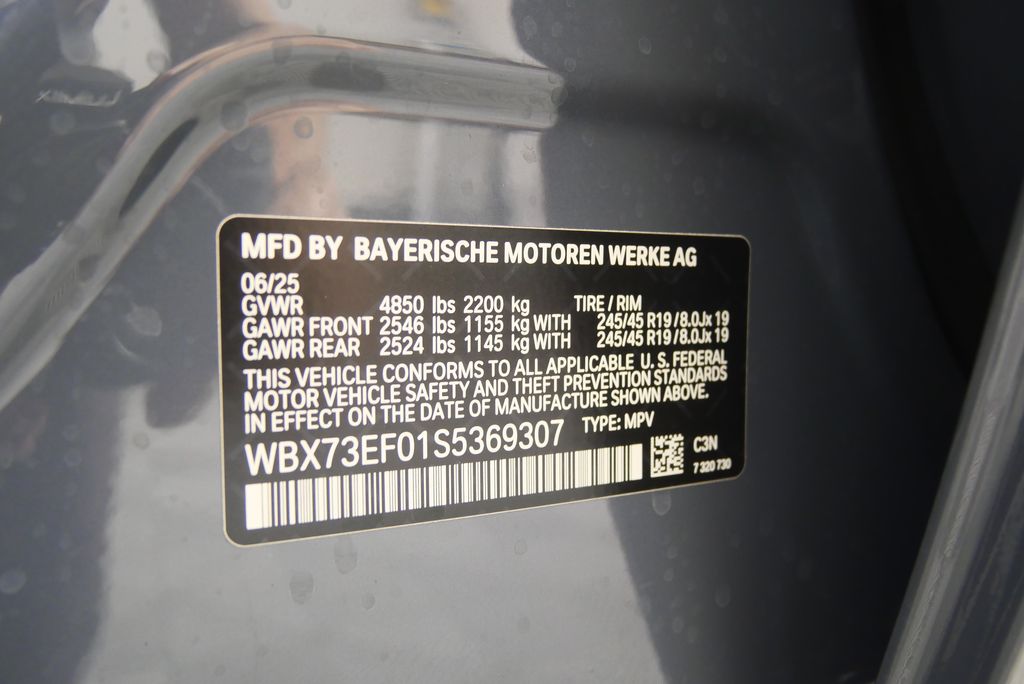 MFD BY BAYERISCHE MOTOREN WERKE AG
06/25
GVWR 4850 lbs 2200 kg TIRE / RIM
GAWR FRONT 2546 lbs 1155 kg WITH 245/45 R19 /8.0Jx 19
GAWR REAR 2524 lbs 1145 kg WITH 245/45 R19 /8.0Jx 19
THIS VEHICLE CONFORMS TO ALL APPLICABLE U. S. FEDERAL
MOTOR VEHICLE SAFETY AND THEFT PREVENTION STANDARDS
IN EFFECT ON THE DATE OF MANUFACTURE SHOWN ABOVE.
WBX73EF01S5369307 TYPE: MPV
C3N
7 320 730